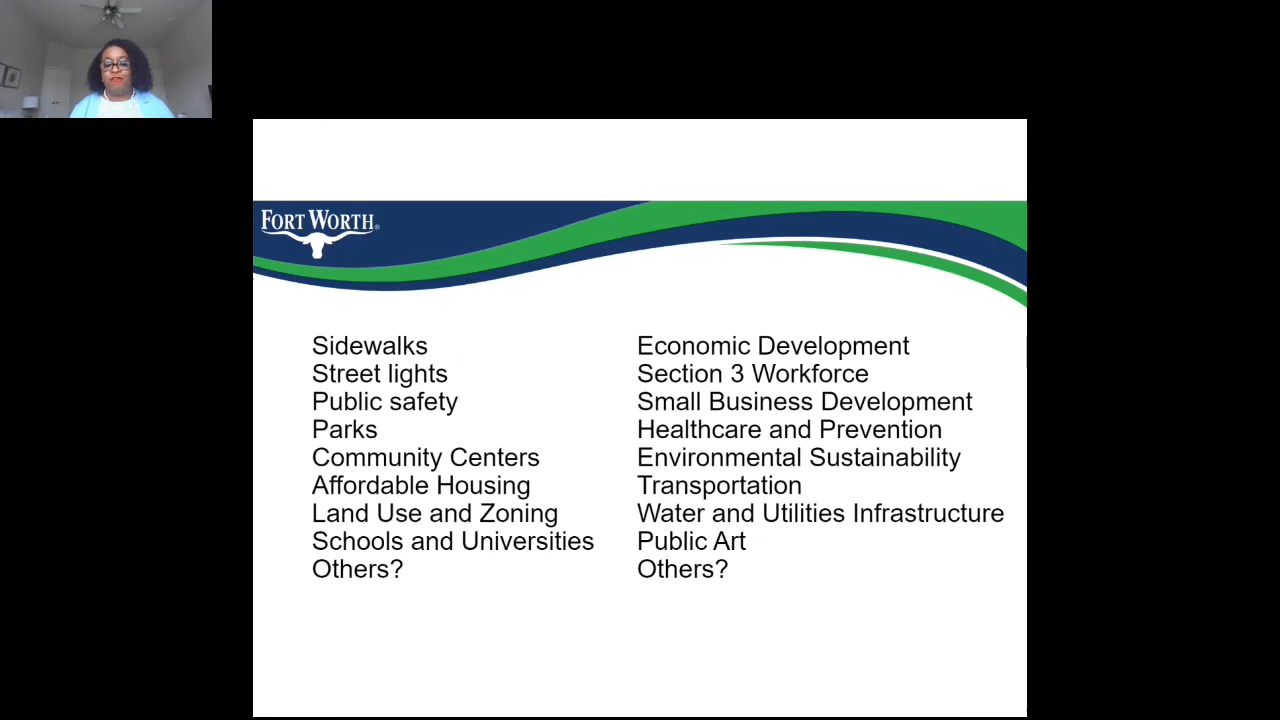 FORT WORTH®
Sidewalks
Street lights
Public safety
Parks
Community Centers
Affordable Housing
Land Use and Zoning
Schools and Universities
Others?
Economic Development
Section 3 Workforce
Small Business Development
Healthcare and Prevention
Environmental Sustainability
Transportation
Water and Utilities Infrastructure
Public Art
Others?